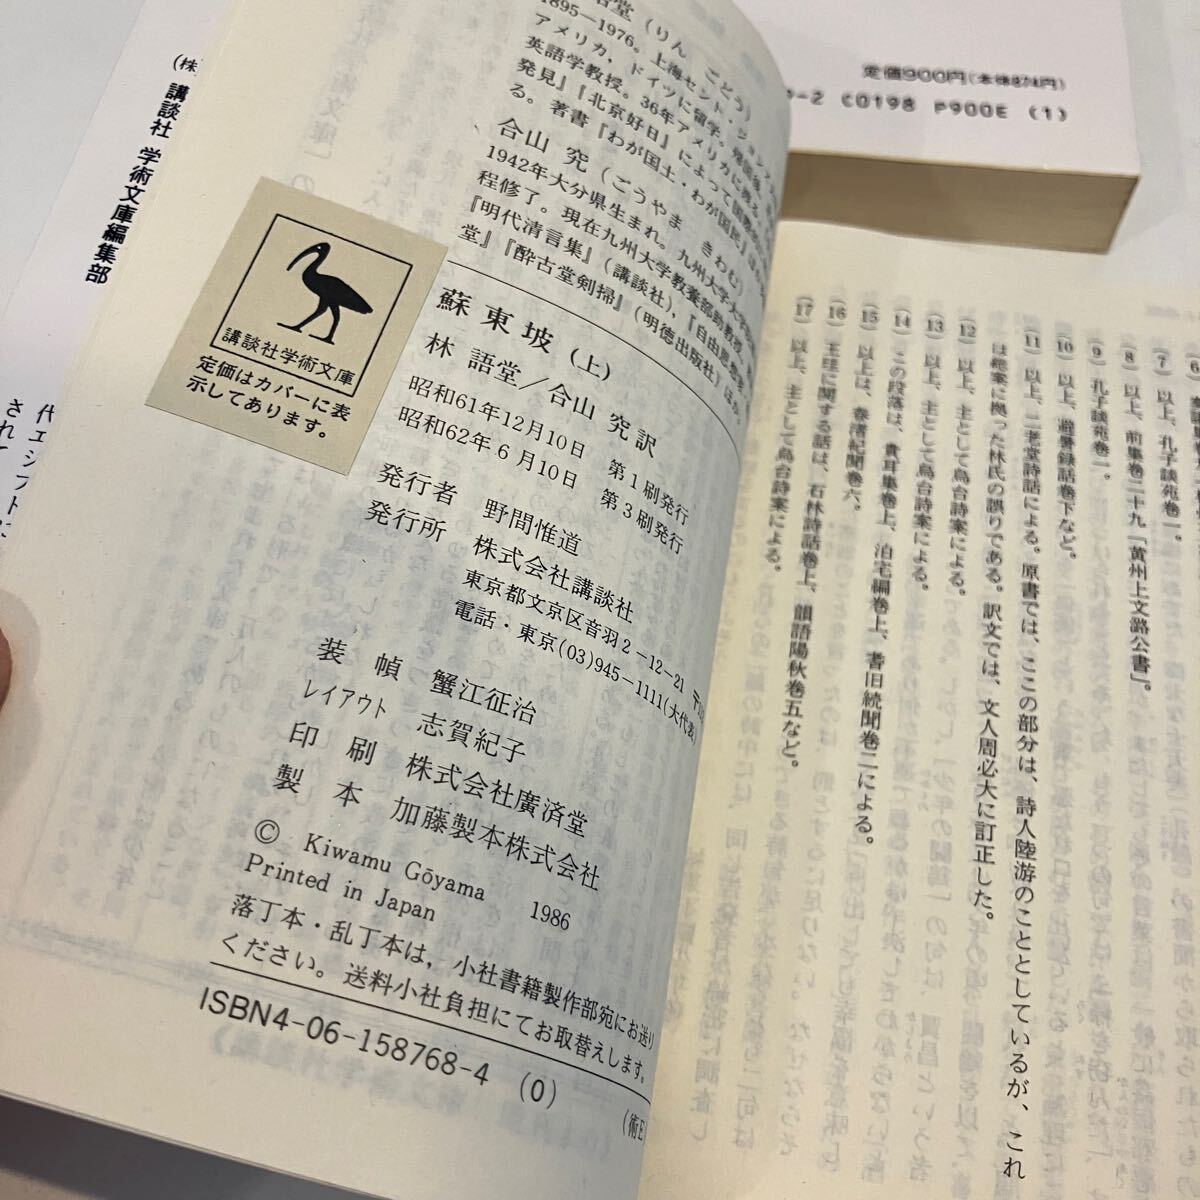 定価900円(本体874円)
C0198 P900E (1)
(株)講談社 学術文庫編集部
堂(りん ごどう)
1895—1976。上海セント・ジョン
アメリカ,ドイツに留学。帰国後,
英語学教授。36年アメリカに
発見』『北京好日』によって国際
る。著書『わが国土・わが国民』ほか
合山 究(ごうやま きわむ)
1942年大分県生まれ。九州大学大学院
程修了。現在九州大学教養部助教授。
『明代清言集』(講談社),『自由思
堂』『酔古堂剣掃』(明徳出版社)ほか。
講談社学術文庫
定価はカバーに表
示してあります。
蘇東坡(上)
林 語堂/合山 究訳
昭和61年12月10日 第1刷発行
昭和62年6月10日 第3刷発行
発行者 野間惟道
発行所 株式会社講談社
東京都文京区音羽2-12-21 〒
電話・東京(03)945-1111(大代表)
装幀 蟹江征治
レイアウト 志賀紀子
印刷 株式会社廣済堂
製本 加藤製本株式会社
© Kiwamu Gōyama 1986
Printed in Japan
落丁本・乱丁本は,小社書籍製作部宛にお送り
ください。送料小社負担にてお取替えします。
ISBN4-06-158768-4 (0)
(術E
(7) 以上、孔子談苑巻一。
(8) 以上、前集巻二十九「黄州上文潞公書」。
(9) 孔子談苑巻一。
(10) 以上、避暑録話巻下など。
(11) 以上、二老堂詩話による。原書では、ここの部分は、詩人陸游のこととしているが、これ
は総案に拠った林氏の誤りである。訳文では、文人周必大に訂正した。
(12) 以上、主として烏台詩案による。
(13) 以上、主として烏台詩案による。
(14) この段落は、貴耳集巻上、泊宅編巻上、耆旧続聞巻二による。
(15) 以上は、春渚紀聞巻六。
(16) 王珪に関する話は、石林詩話巻上、韻語陽秋巻五など。
(17) 以上、主として烏台詩案による。